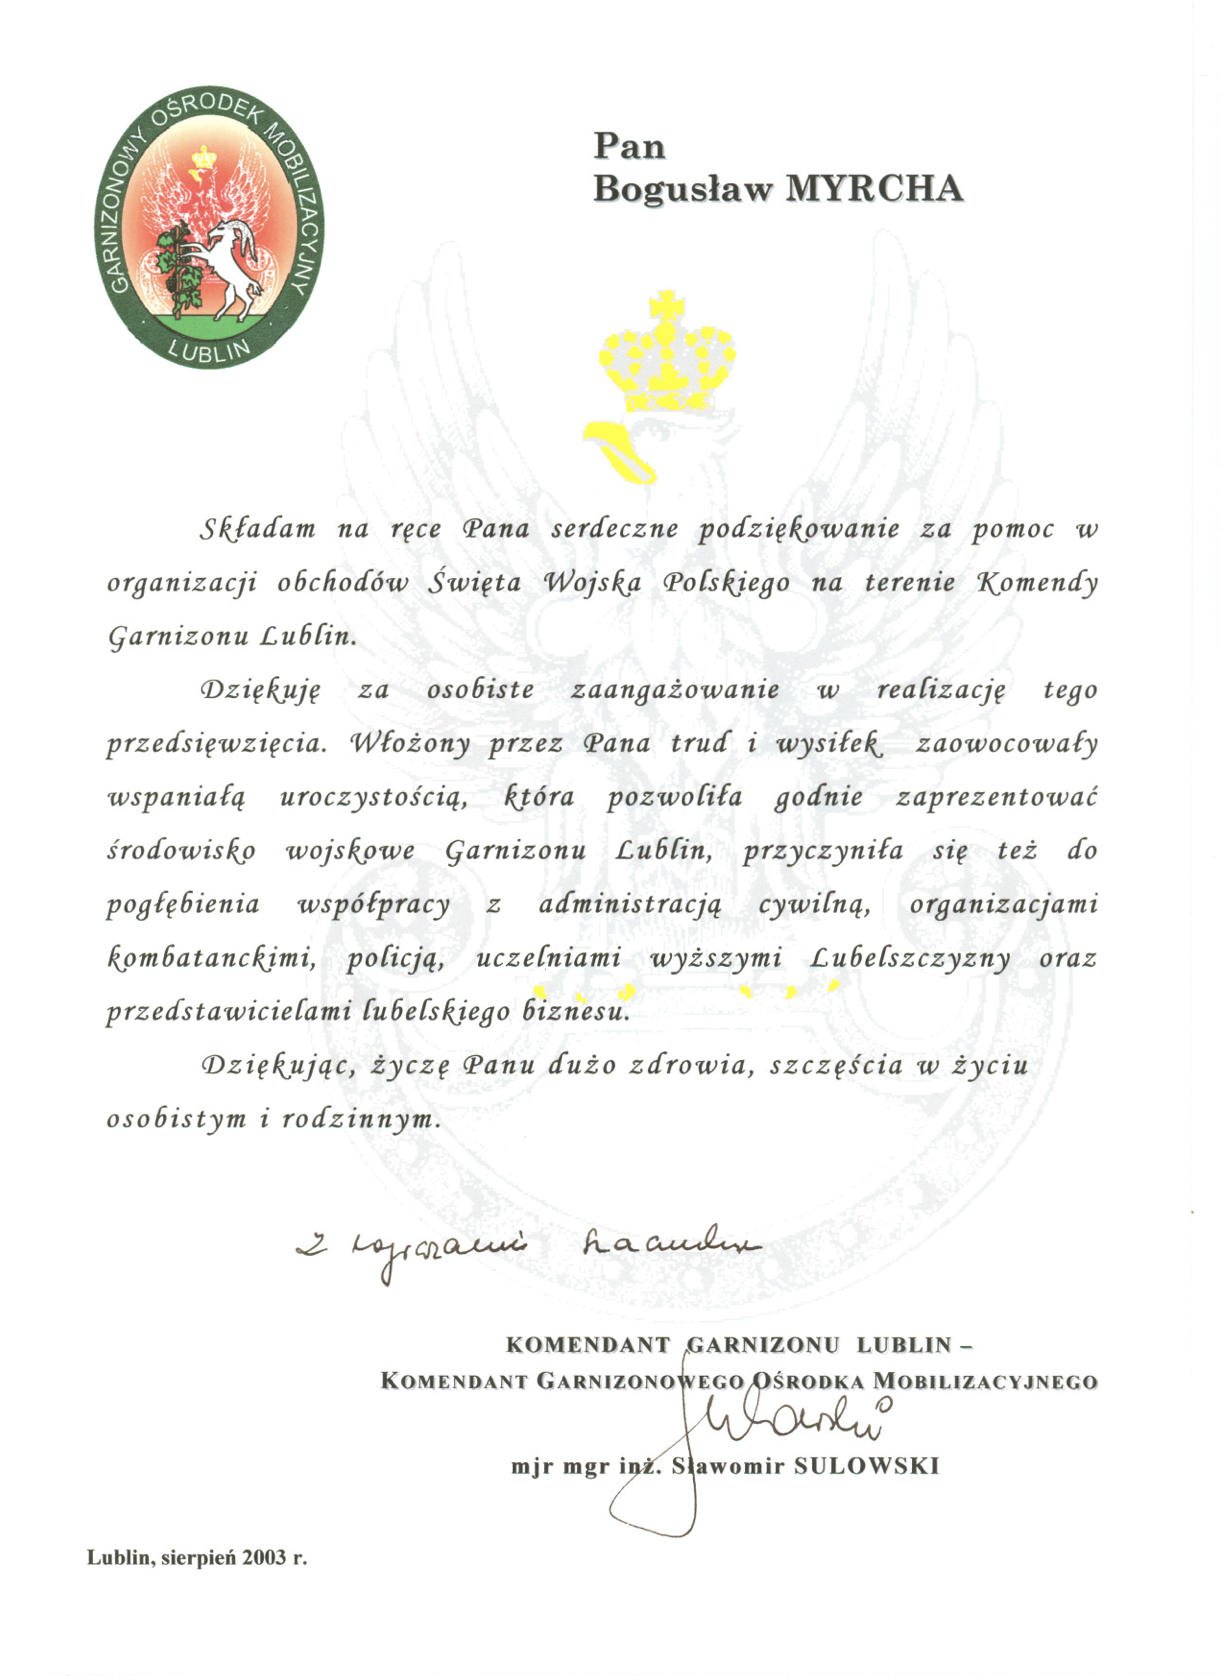 GARNIZONOWY OŚRODEK MOBILIZACYJNY
LUBLIN
Pan
Bogusław MYRCHA
Składam na ręce Pana serdeczne podziękowanie za pomoc w
organizacji obchodów Święta Wojska Polskiego na terenie Komendy
Garnizonu Lublin.
Dziękuję za osobiste zaangażowanie w realizację tego
przedsięwzięcia. Włożony przez Pana trud i wysiłek zaowocowały
wspaniałą uroczystością, która pozwoliła godnie zaprezentować
środowisko wojskowe Garnizonu Lublin, przyczyniła się też do
pogłębienia współpracy z administracją cywilną, organizacjami
kombatanckimi, policją, uczelniami wyższymi Lubelszczyzny oraz
przedstawicielami lubelskiego biznesu.
Dziękując, życzę Panu dużo zdrowia, szczęścia w życiu
osobistym i rodzinnym.
Z wyrazami szacunku
KOMENDANT GARNIZONU LUBLIN –
KOMENDANT GARNIZONOWEGO OŚRODKA MOBILIZACYJNEGO
mjr mgr inż. Sławomir SULOWSKI
Lublin, sierpień 2003 r.